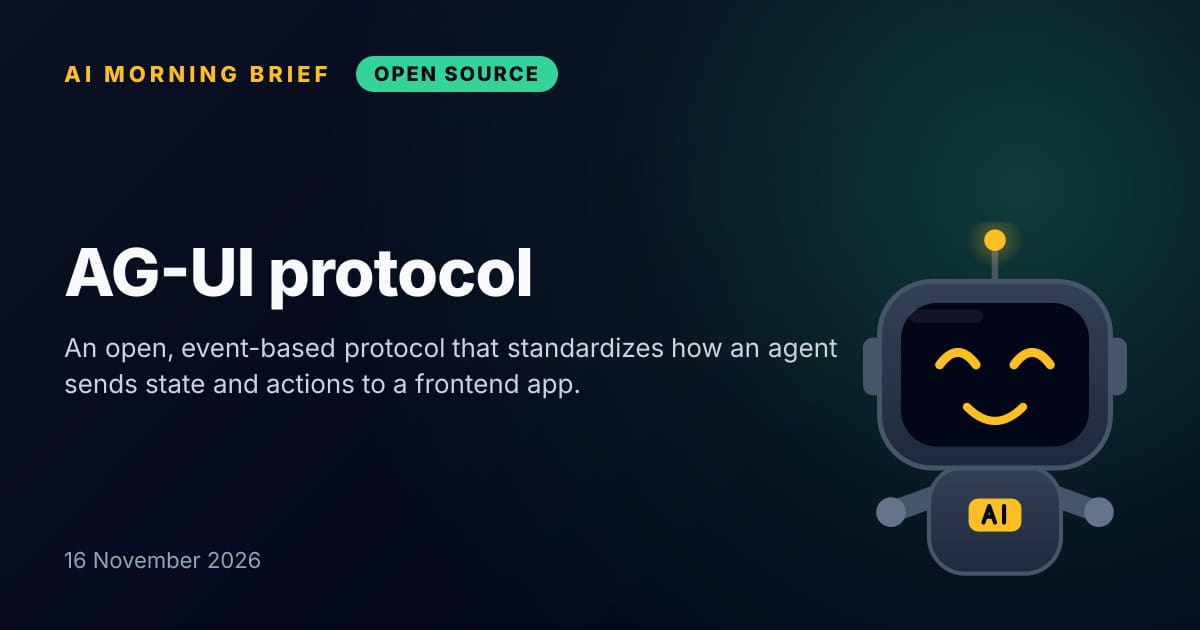 AI MORNING BRIEF
OPEN SOURCE
AG-UI protocol
An open, event-based protocol that standardizes how an agent
sends state and actions to a frontend app.
AI
16 November 2026